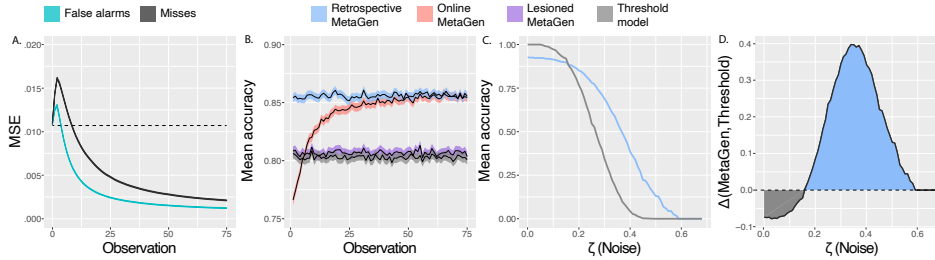 False alarms
Misses
Retrospective
MetaGen
Online
MetaGen
Lesioned
MetaGen
Threshold
model
A.
.020
.015
.010
.005
.000
MSE
0
25
50
75
Observation
B.
0.90
0.85
0.80
0.75
Mean accuracy
0
25
50
75
Observation
C.
1.00
0.75
0.50
0.25
0.00
Mean accuracy
0.0
0.2
0.4
0.6
ζ (Noise)
D.
0.4
0.3
0.2
0.1
0.0
−0.1
Δ(MetaGen,Threshold)
0.0
0.2
0.4
0.6
ζ (Noise)